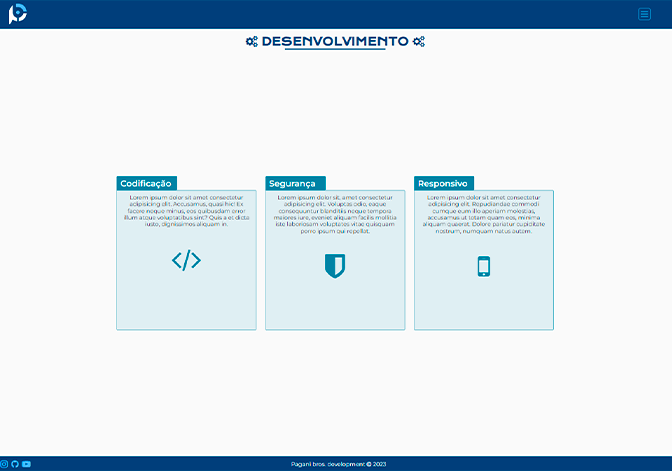 DESENVOLVIMENTO
Codificação
Lorem ipsum dolor sit amet consectetur
adipisicing elit. Accusamus, quasi hic! Ex
facere neque minus, eos quibusdam error
illum atque voluptatibus sint? Quia a et dicta
iusto, dignissimos aliquam in.
Segurança
Lorem ipsum dolor sit, amet consectetur
adipisicing elit. Voluptas odio, eaque
consequuntur blanditiis neque tempora
maiores iure, eveniet aliquam facilis mollitia
iste laboriosam voluptates vitae quisquam
porro ipsum qui repellat.
Responsivo
Lorem ipsum dolor sit, amet consectetur
adipisicing elit. Repudiandae commodi
cumque eum illo aperiam molestias,
accusamus ut totam quam eos, minima
aliquam quaerat. Dolore pariatur cupiditate
nostrum, numquam natus autem.
Pagani bros. development © 2023